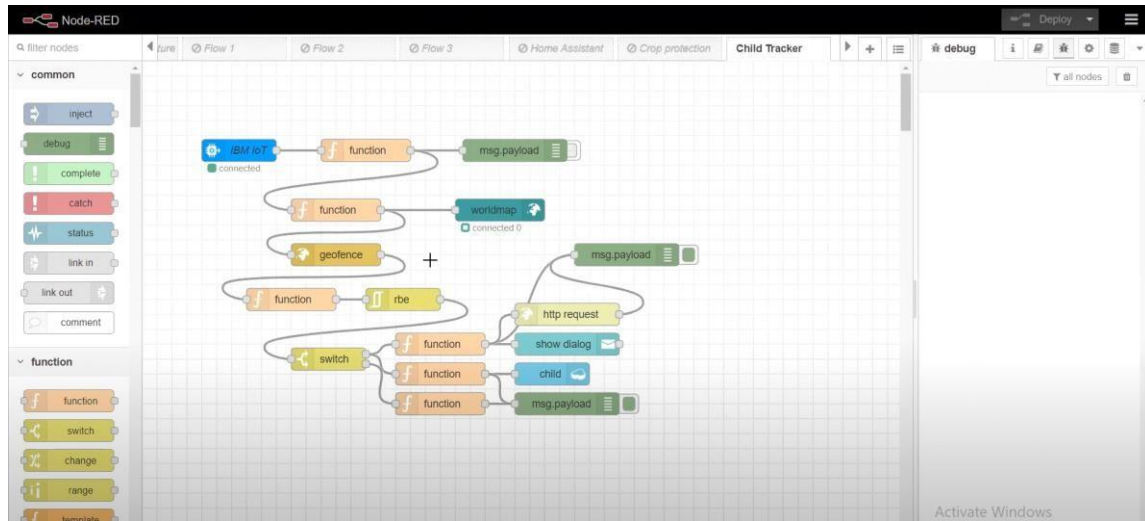 Node-RED
Deploy
filter nodes
ture
Flow 1
Flow 2
Flow 3
Home Assistant
Crop protection
Child Tracker
debug
i
all nodes
common
inject
debug
complete
catch
status
link in
link out
comment
function
function
switch
change
range
template
IBM IoT
connected
function
msg.payload
function
worldmap
connected 0
geofence
msg.payload
function
rbe
http request
switch
function
show dialog
function
child
function
msg.payload
Activate Windows